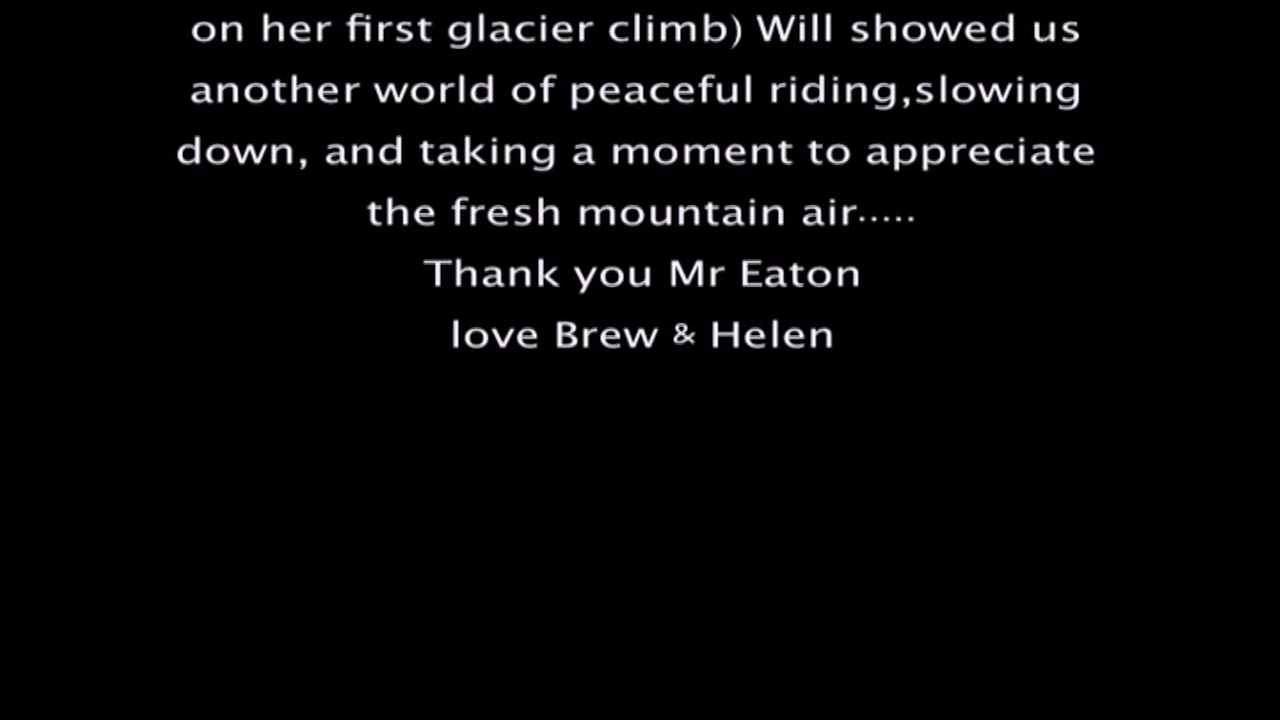 on her first glacier climb) Will showed us
another world of peaceful riding,slowing
down, and taking a moment to appreciate
the fresh mountain air.....
Thank you Mr Eaton
love Brew & Helen